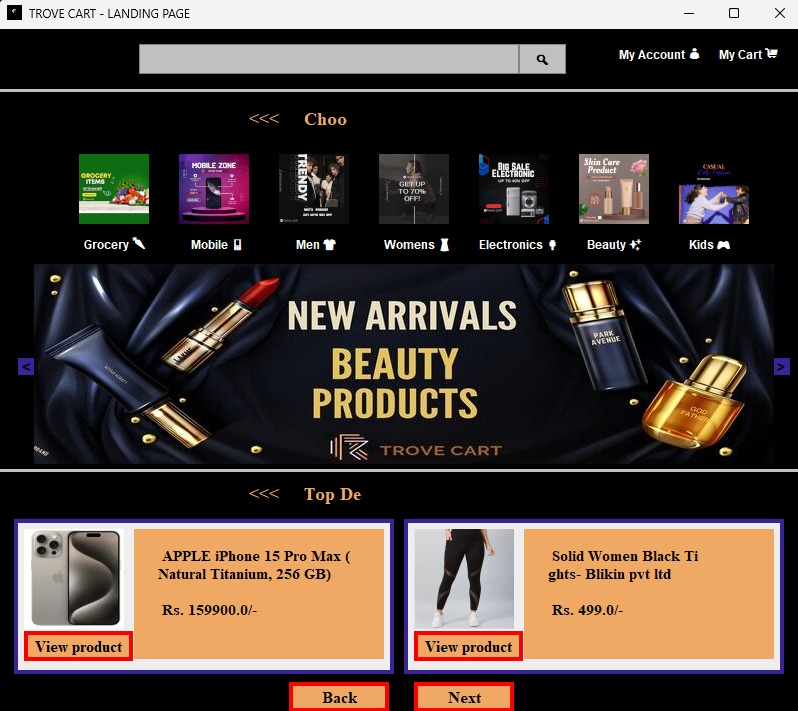 TROVE CART - LANDING PAGE
My Account
My Cart
<<< Choo
GROCERY
ITEMS
MOBILE ZONE
TRENDY
GET UP
TO 70%
OFF!
BIG SALE
ELECTRONIC
UP TO 40% OFF
Skin Care
Product
CASUAL
Kids Fashion
Grocery
Mobile
Men
Womens
Electronics
Beauty
Kids
NEW ARRIVALS
BEAUTY
PRODUCTS
TROVE CART
PARK
AVENUE
GOD
FATHER
<
>
<<< Top De
APPLE iPhone 15 Pro Max (
Natural Titanium, 256 GB)
Rs. 159900.0/-
View product
Solid Women Black Ti
ghts- Blikin pvt ltd
Rs. 499.0/-
View product
Back
Next